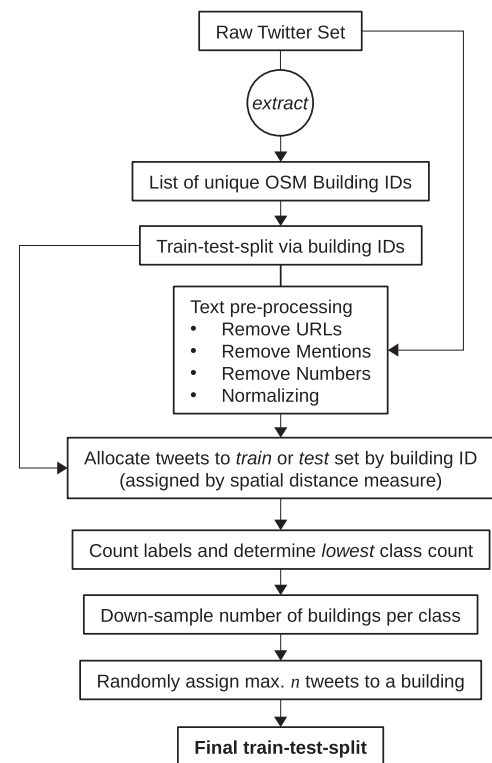 Raw Twitter Set
extract
List of unique OSM Building IDs
Train-test-split via building IDs
Text pre-processing
• Remove URLs
• Remove Mentions
• Remove Numbers
• Normalizing
Allocate tweets to train or test set by building ID
(assigned by spatial distance measure)
Count labels and determine lowest class count
Down-sample number of buildings per class
Randomly assign max. n tweets to a building
Final train-test-split